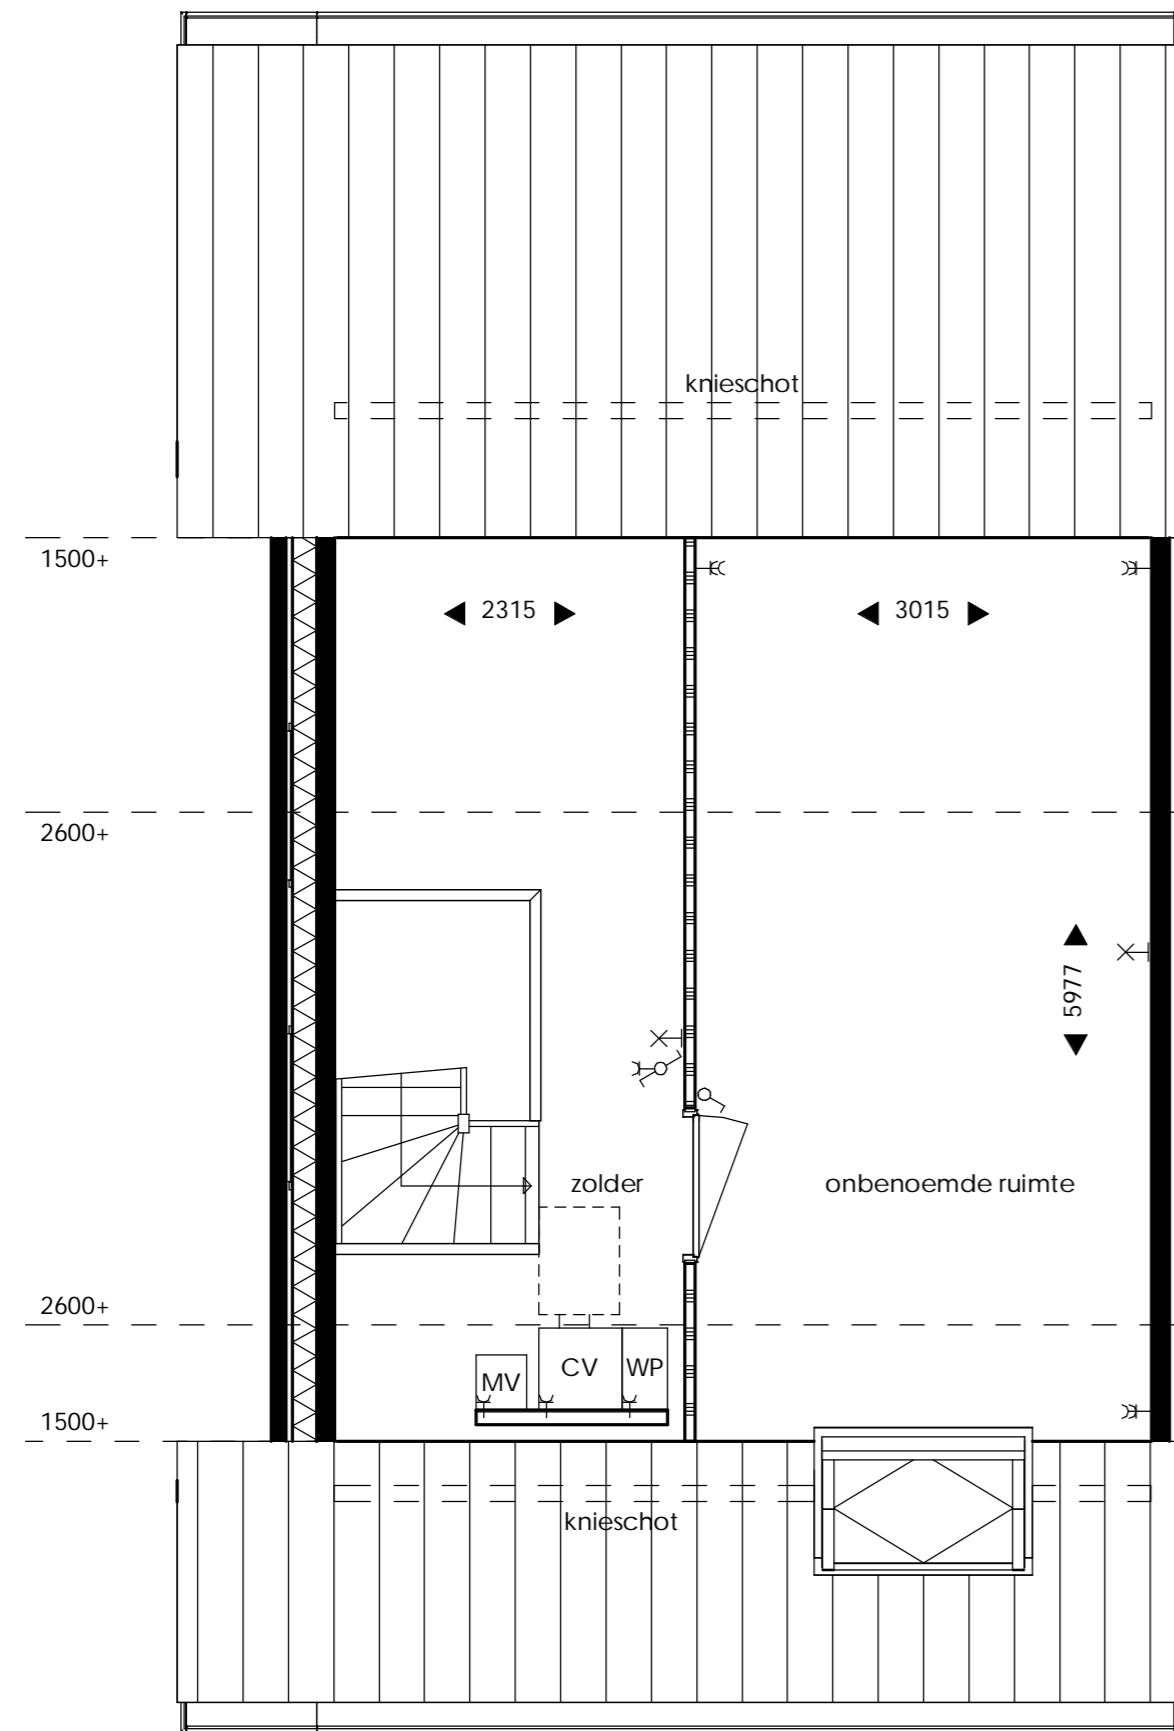 knieschot
1500+
2315
3015
2600+
5977
zolder
onbenoemde ruimte
2600+
MV
CV
WP
1500+
knieschot